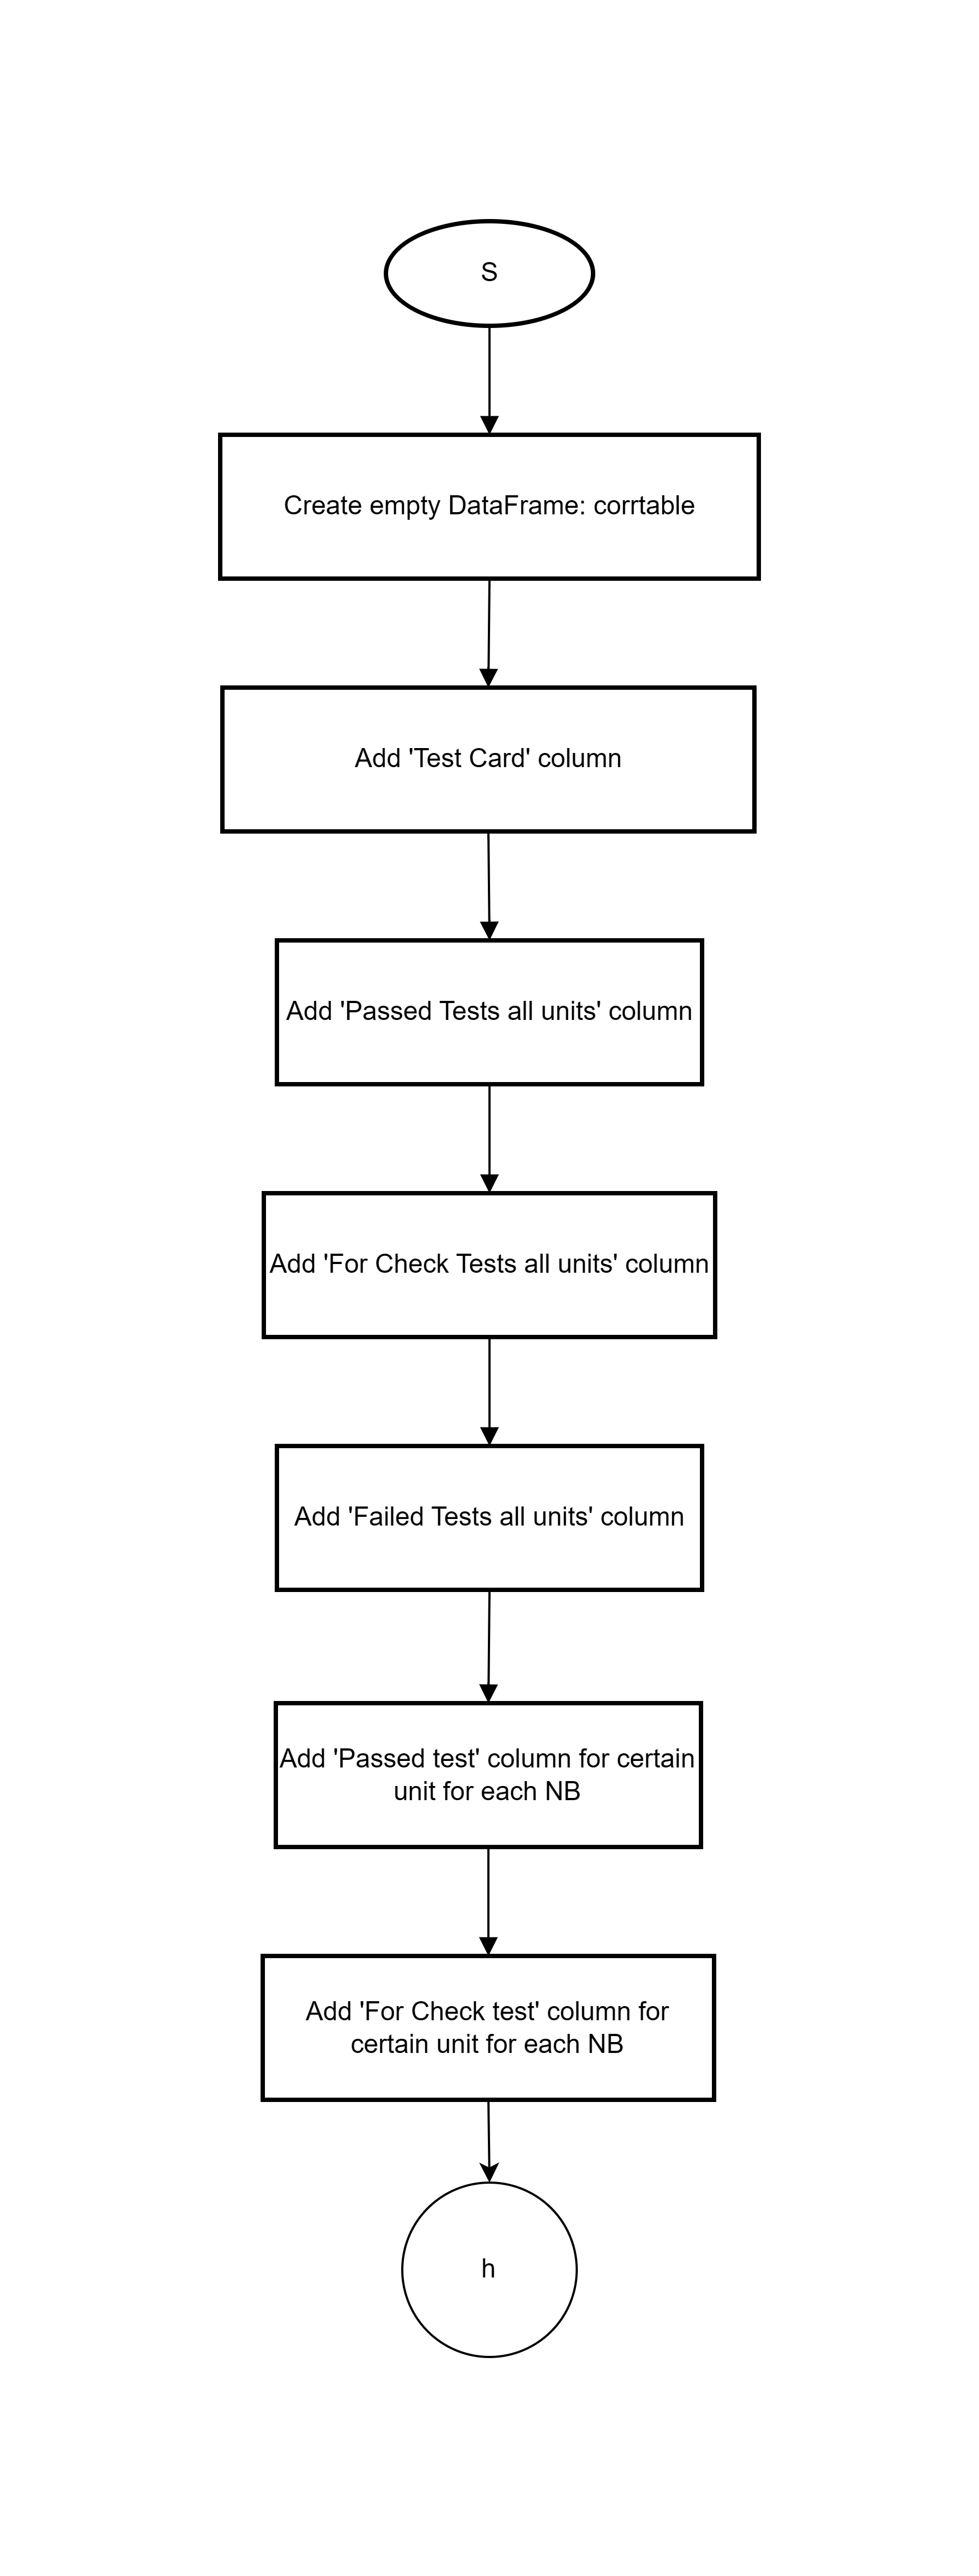 S
Create empty DataFrame: corrtable
Add 'Test Card' column
Add 'Passed Tests all units' column
Add 'For Check Tests all units' column
Add 'Failed Tests all units' column
Add 'Passed test' column for certain
unit for each NB
Add 'For Check test' column for
certain unit for each NB
h